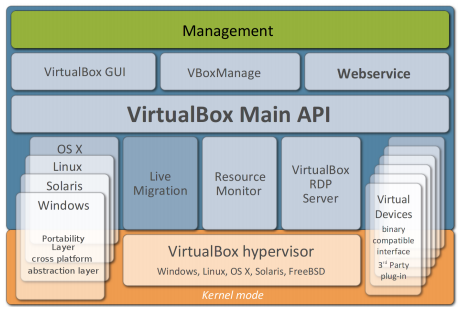 Management
VirtualBox GUI
VBoxManage
Webservice
VirtualBox Main API
OS X
Linux
Solaris
Windows
Portability
Layer
cross platform
abstraction layer
Live
Migration
Resource
Monitor
VirtualBox
RDP
Server
Virtual
Devices
binary
compatible
interface
3rd Party
plug-in
VirtualBox hypervisor
Windows, Linux, OS X, Solaris, FreeBSD
Kernel mode